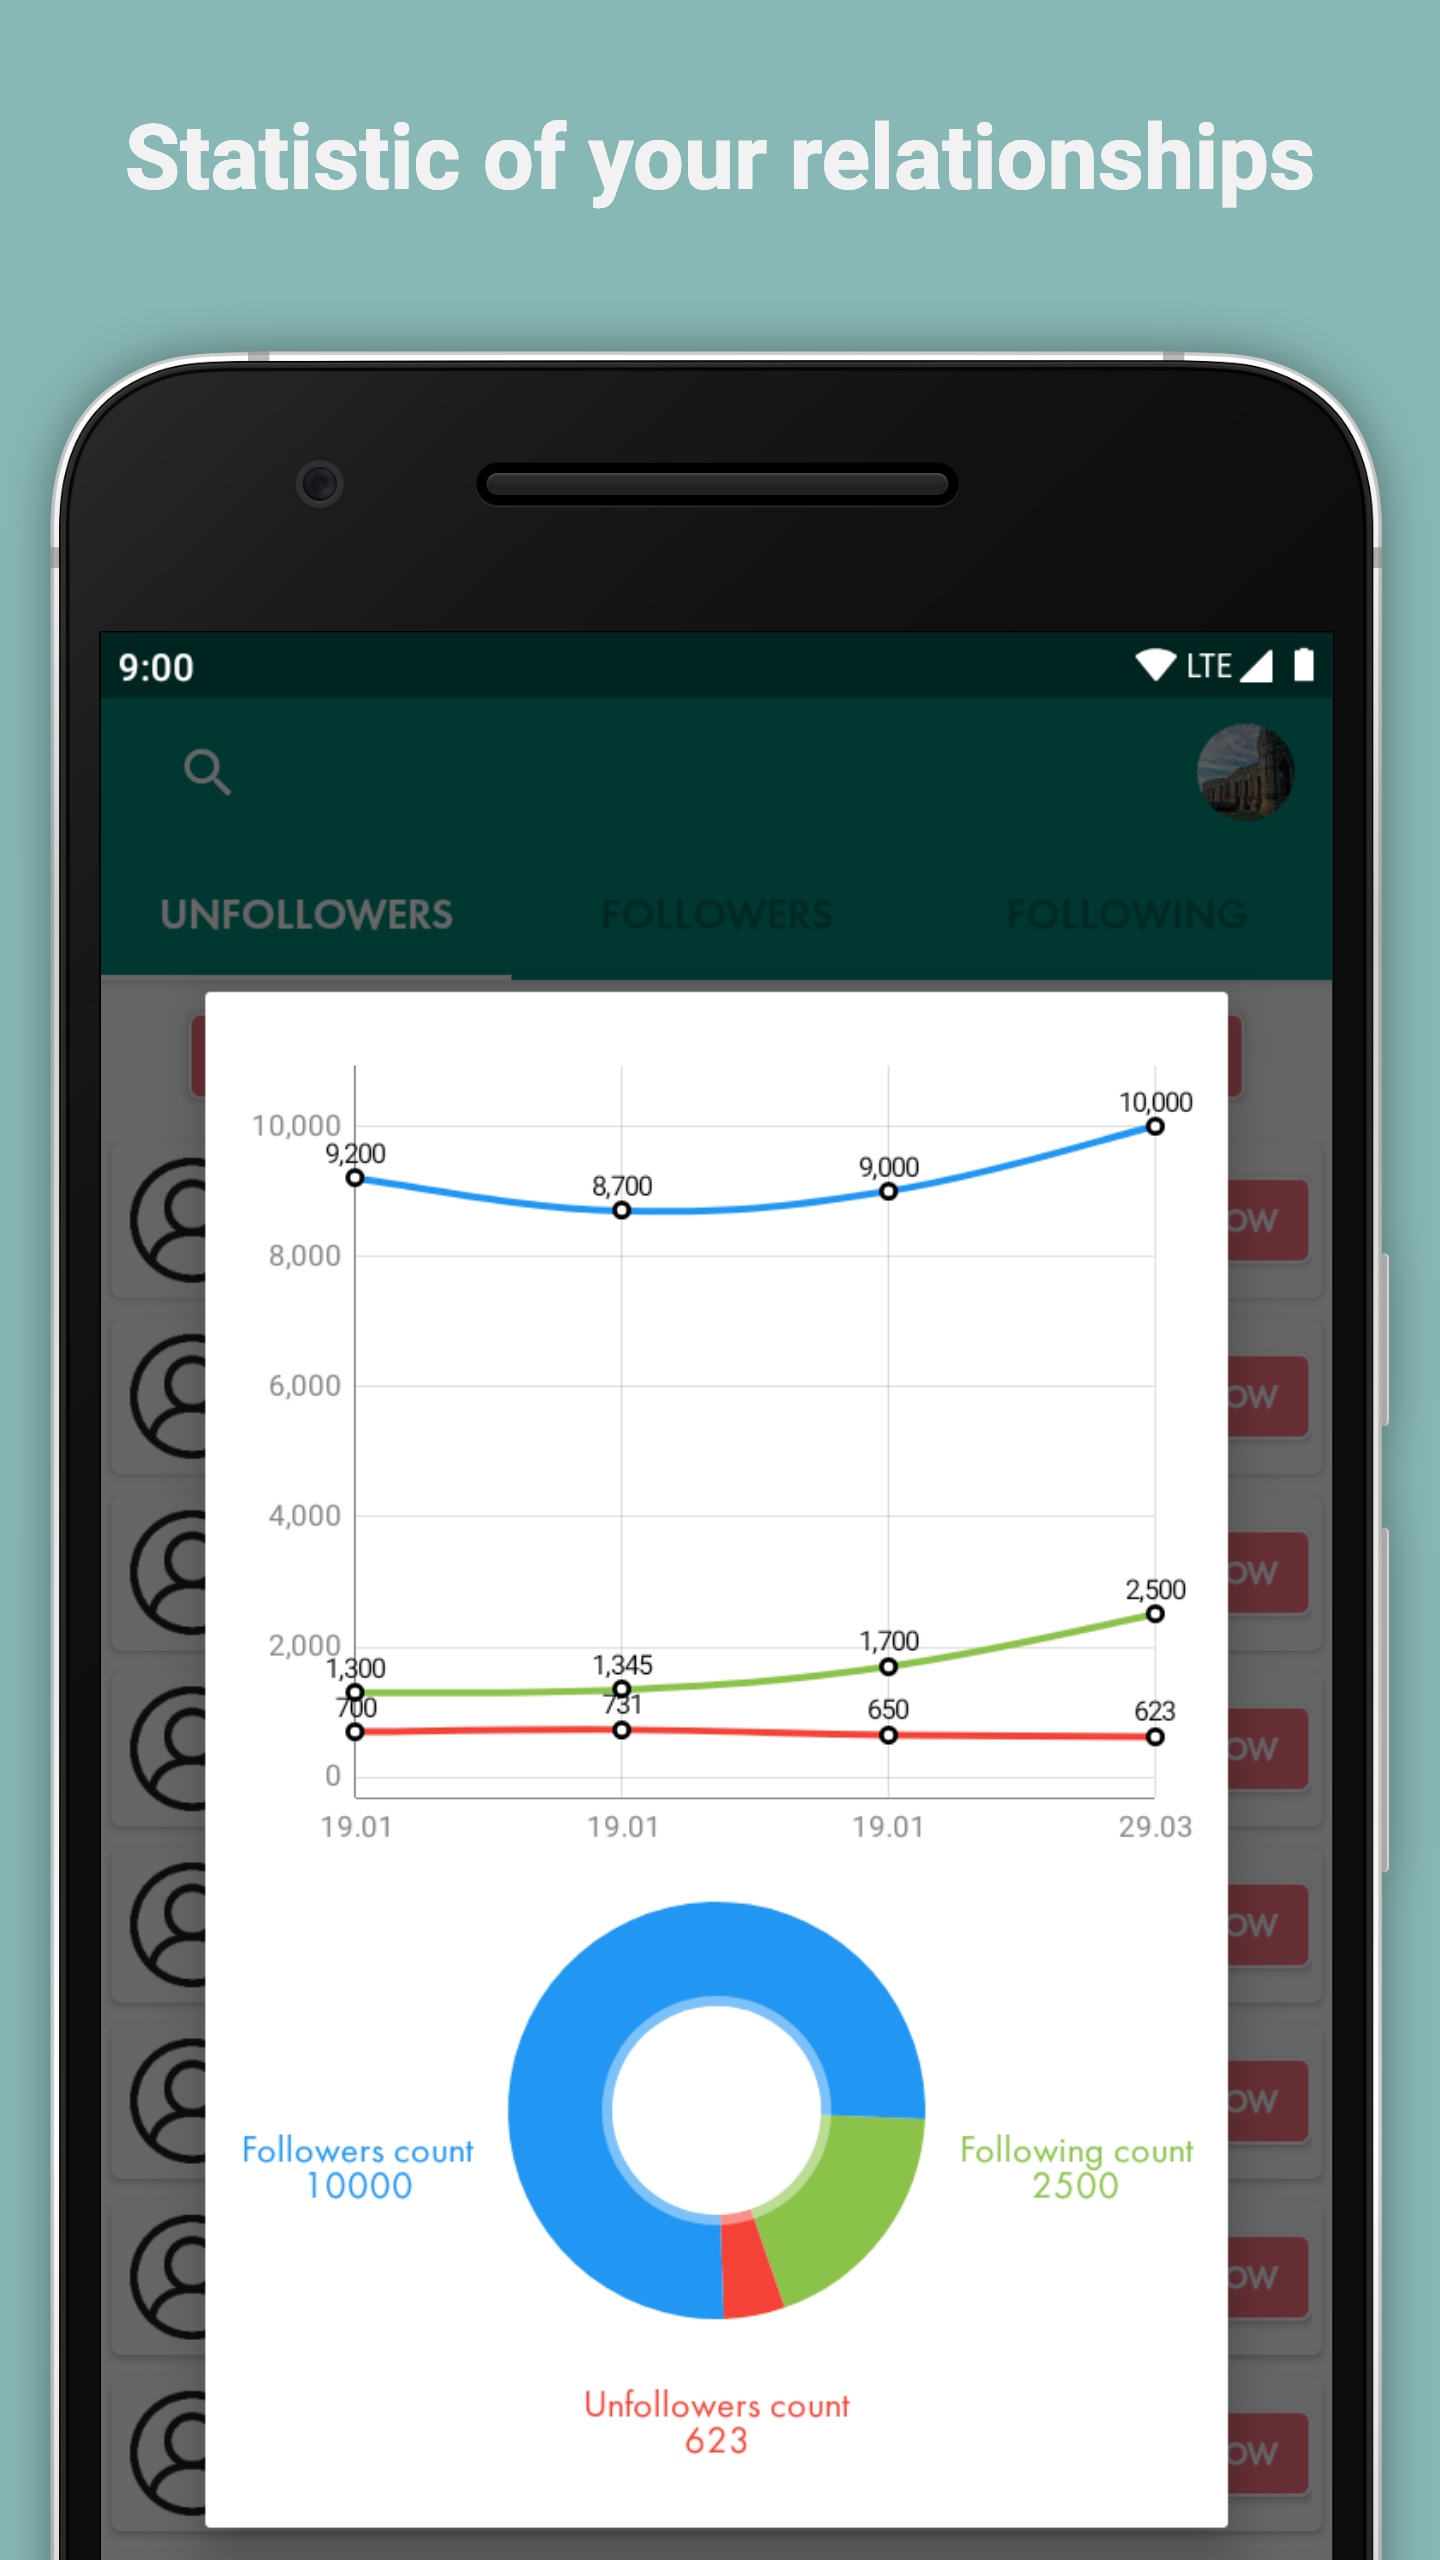 Statistic of your relationships
9:00
LTE
UNFOLLOWERS FOLLOWERS FOLLOWING
10,000
10,000
9,200
8,700
9,000
8,000
OW
6,000
OW
4,000
OW
2,500
2,000
1,300
1,345
1,700
700
731
650
623
OW
0
19.01 19.01 19.01 29.03
OW
OW
Followers count
10000
Following count
2500
OW
Unfollowers count
623
OW